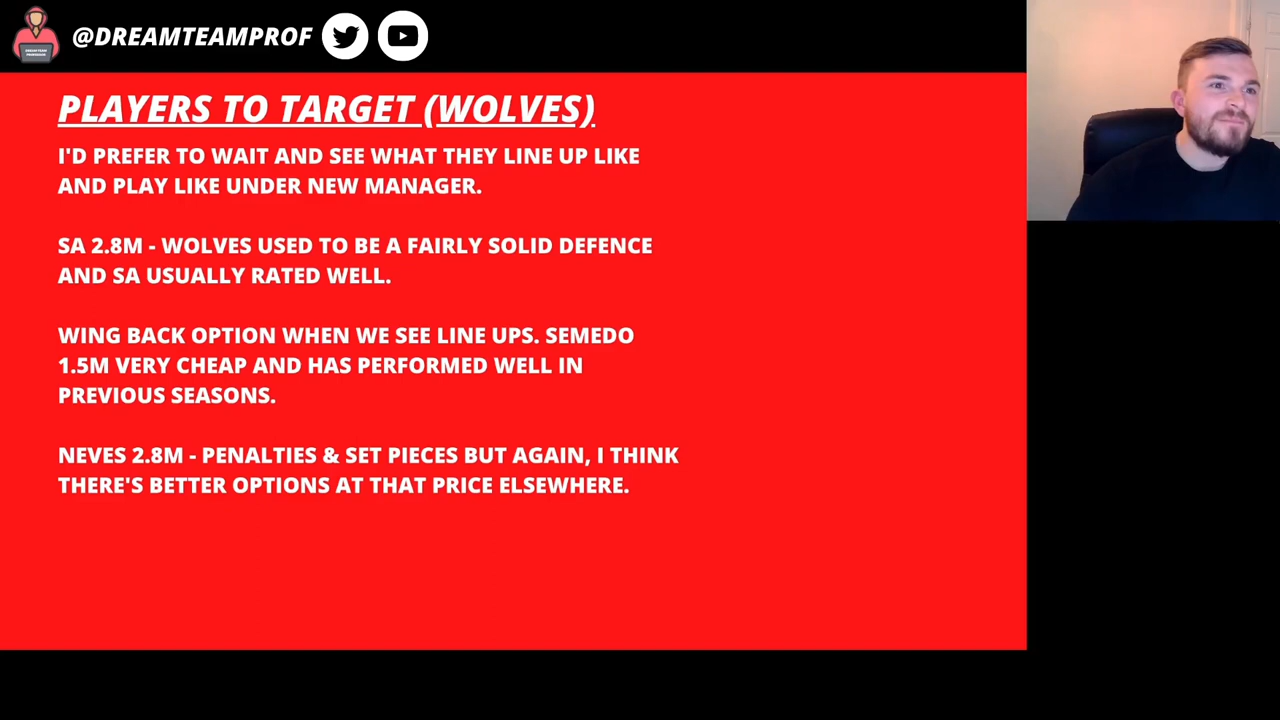 @DREAMTEAMPROF
PLAYERS TO TARGET (WOLVES)
I'D PREFER TO WAIT AND SEE WHAT THEY LINE UP LIKE
AND PLAY LIKE UNDER NEW MANAGER.
SA 2.8M - WOLVES USED TO BE A FAIRLY SOLID DEFENCE
AND SA USUALLY RATED WELL.
WING BACK OPTION WHEN WE SEE LINE UPS. SEMEDO
1.5M VERY CHEAP AND HAS PERFORMED WELL IN
PREVIOUS SEASONS.
NEVES 2.8M - PENALTIES & SET PIECES BUT AGAIN, I THINK
THERE'S BETTER OPTIONS AT THAT PRICE ELSEWHERE.